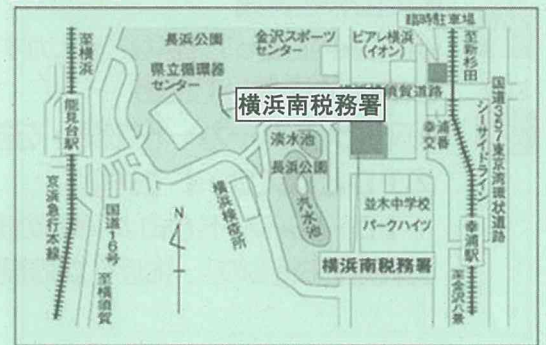 臨時駐車場
至横浜
長浜公園
金沢スポーツ
センター
ビアレ横浜
(イオン)
至新杉田
県立循環器
センター
須賀道路
横浜南税務署
能見台駅
国道357東京湾環状道路
シーサイドライン
幸浦
交番
淡水池
長浜公園
汽水池
横浜検疫所
並木中学校
パークハイツ
幸浦駅
京浜急行本線
国道16号
至横須賀
N
横浜南税務署
至金沢八景